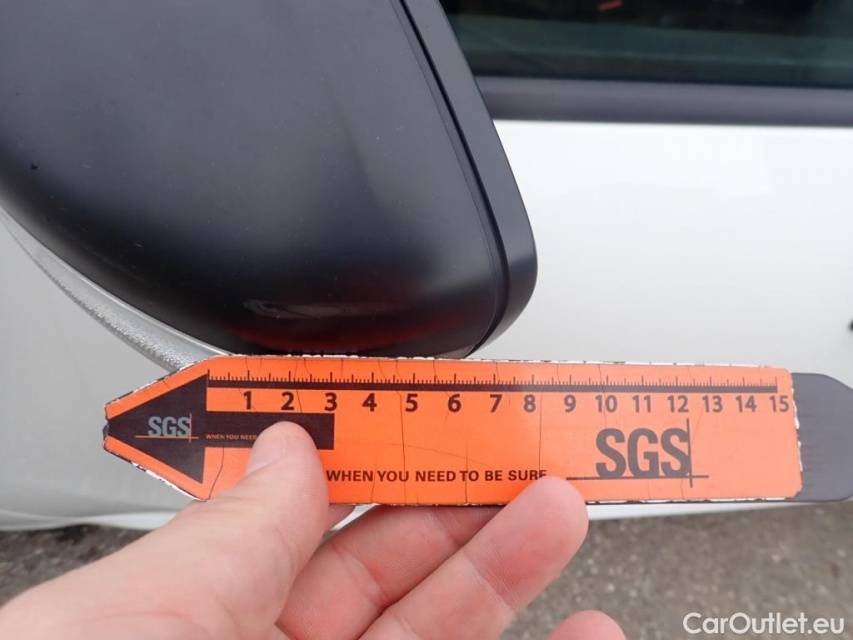 1 2 3 4 5 6 7 8 9 10 11 12 13 14 15
SGS
WHEN YOU NEED
SGS
WHEN YOU NEED TO BE SURE
CarOutlet.eu